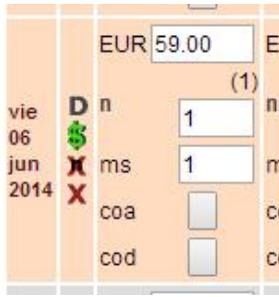 EUR 59.00 E
(1)
vie D n 1 n
06 $
jun n ms 1 m
2014 X
coa c
cod c